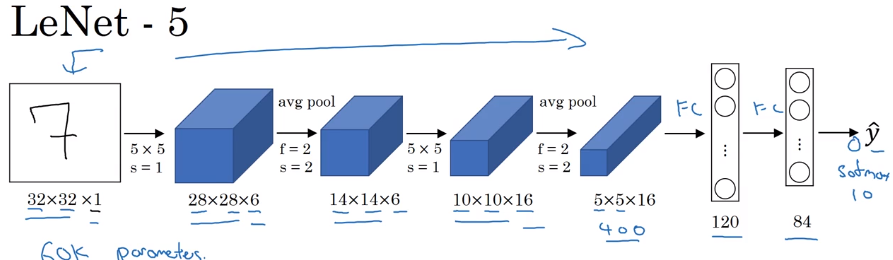 LeNet - 5
7
avg pool
avg pool
FC
FC
5 × 5
s = 1
f = 2
s = 2
5 × 5
s = 1
f = 2
s = 2
ŷ
softmax
10
32×32 ×1
28×28×6
14×14×6
10×10×16
5×5×16
400
120
84
60K parameters.